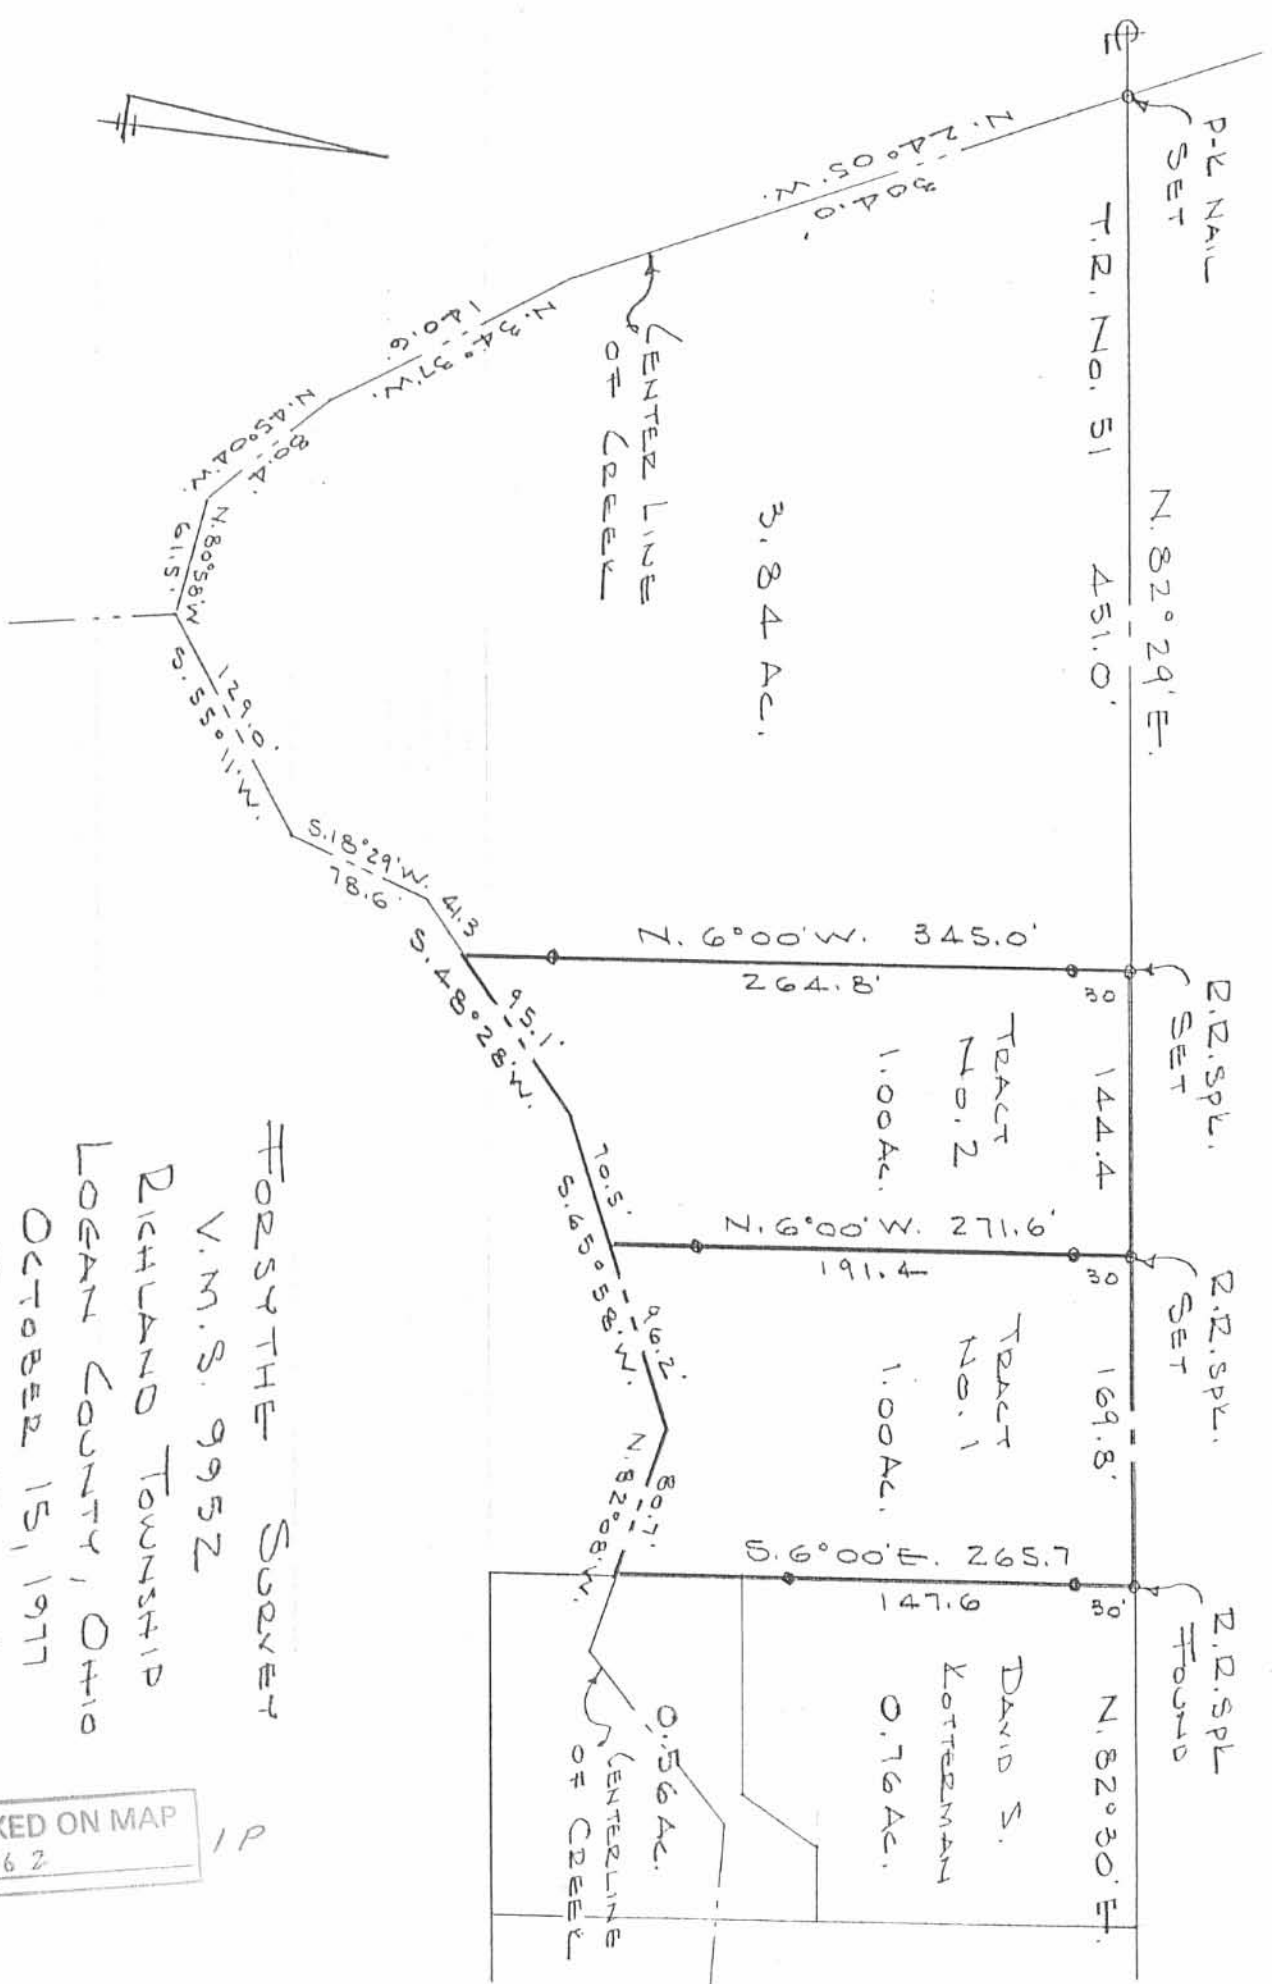 P-K NAIL
SET
T.R. No. 51
N. 82° 29' E.
451.0'
R.R. Spk.
SET
144.4
R.R. Spk.
SET
169.8'
R.R. Spk
FOUND
N. 82° 30' E.
N. 24° 05' W.
304.0'
CENTER LINE
OF CREEK
3.84 AC.
N. 34° 37' W.
140.6'
N. 45° 04' W.
80.4'
N. 80° 58' W
61.5'
129.0'
S. 55° 11' W.
S. 18° 29' W.
78.6'
41.3
S. 48° 28' W.
95.1'
N. 6° 00' W. 345.0'
264.8'
30
TRACT
No. 2
1.00 Ac.
70.5'
S. 65° 58' W.
96.2'
N. 6° 00' W. 271.6'
191.4
30
TRACT
No. 1
1.00 Ac.
80.7'
N. 82° 08' W.
S. 6° 00' E. 265.7
147.6
30'
DAVID S.
KOTTERMAN
0.76 Ac.
0.56 Ac.
CENTERLINE
OF CREEK
FORSYTHE SURVEY
V.M.S. 9952
RICHLAND TOWNSHIP
LOGAN COUNTY, OHIO
OCTOBER 15, 1977
KED ON MAP
62
1P